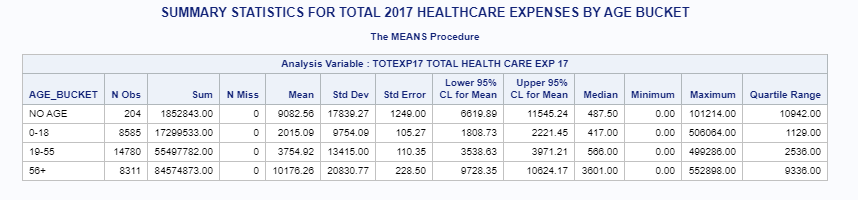 SUMMARY STATISTICS FOR TOTAL 2017 HEALTHCARE EXPENSES BY AGE BUCKET
The MEANS Procedure
Analysis Variable : TOTEXP17 TOTAL HEALTH CARE EXP 17
AGE_BUCKET N Obs Sum N Miss Mean Std Dev Std Error Lower 95% CL for Mean Upper 95% CL for Mean Median Minimum Maximum Quartile Range
NO AGE 204 1852843.00 0 9082.56 17839.27 1249.00 6619.89 11545.24 487.50 0.00 101214.00 10942.00
0-18 8585 17299533.00 0 2015.09 9754.09 105.27 1808.73 2221.45 417.00 0.00 506064.00 1129.00
19-55 14780 55497782.00 0 3754.92 13415.00 110.35 3538.63 3971.21 566.00 0.00 499286.00 2536.00
56+ 8311 84574873.00 0 10176.26 20830.77 228.50 9728.35 10624.17 3601.00 0.00 552898.00 9336.00